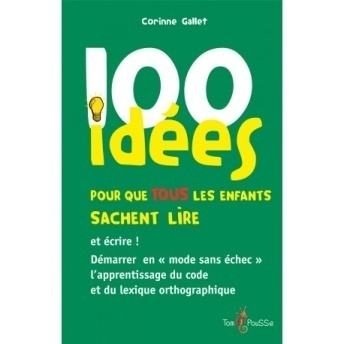 Corinne Gallet
100
idées
POUR QUE TOUS LES ENFANTS
SACHENT LIRE
et écrire !
Démarrer en « mode sans échec »
l'apprentissage du code
et du lexique orthographique
Tom Pousse